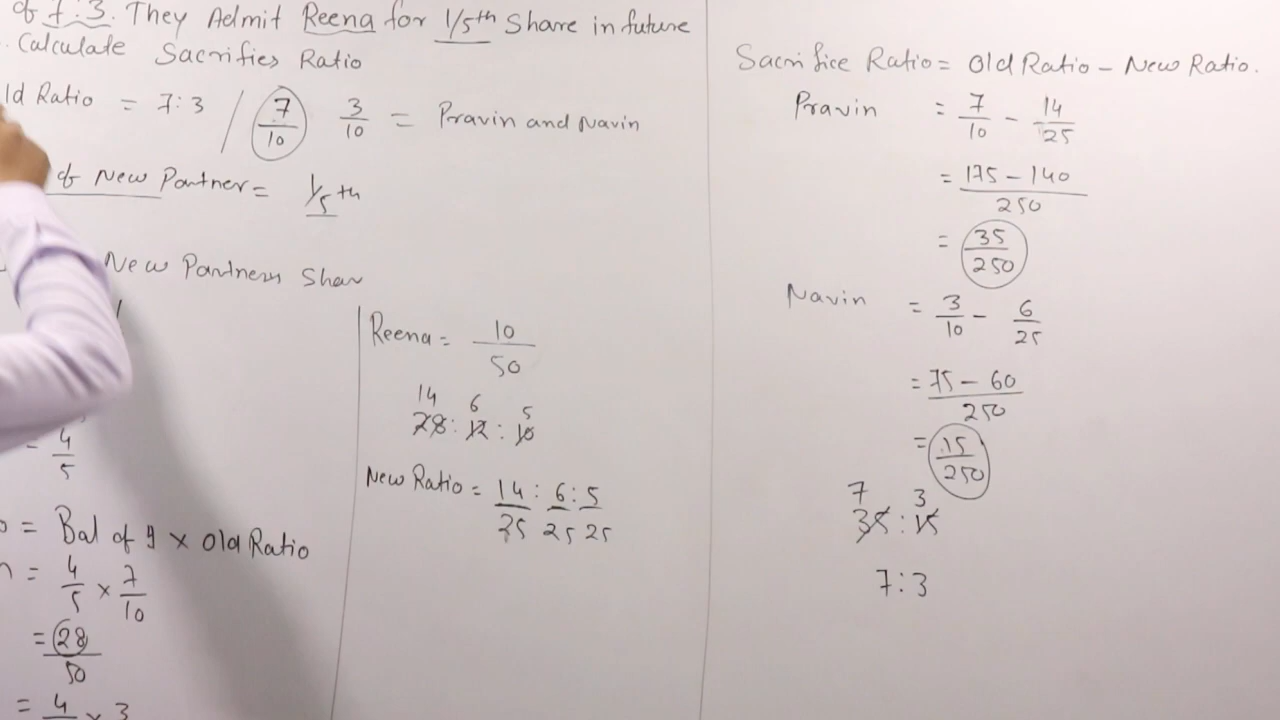 of 7:3. They Admit Reena for 1/5th Share in future
Calculate Sacrifies Ratio
ld Ratio = 7:3 / 7/10 3/10 = Pravin and Navin
of New Partner = 1/5th
New Partners Shar
1
= 4/5
= Bal of 1 x Old Ratio
= 4/5 x 7/10
= 28/50
= 4 x 3
Reena = 10/50
14 6 5
28:12:10
New Ratio = 14/25 : 6/25 : 5/25
Sacrifice Ratio = Old Ratio - New Ratio.
Pravin = 7/10 - 14/25
= 175 - 140/250
= 35/250
Navin = 3/10 - 6/25
= 75 - 60/250
= 15/250
7 3
35:15
7:3